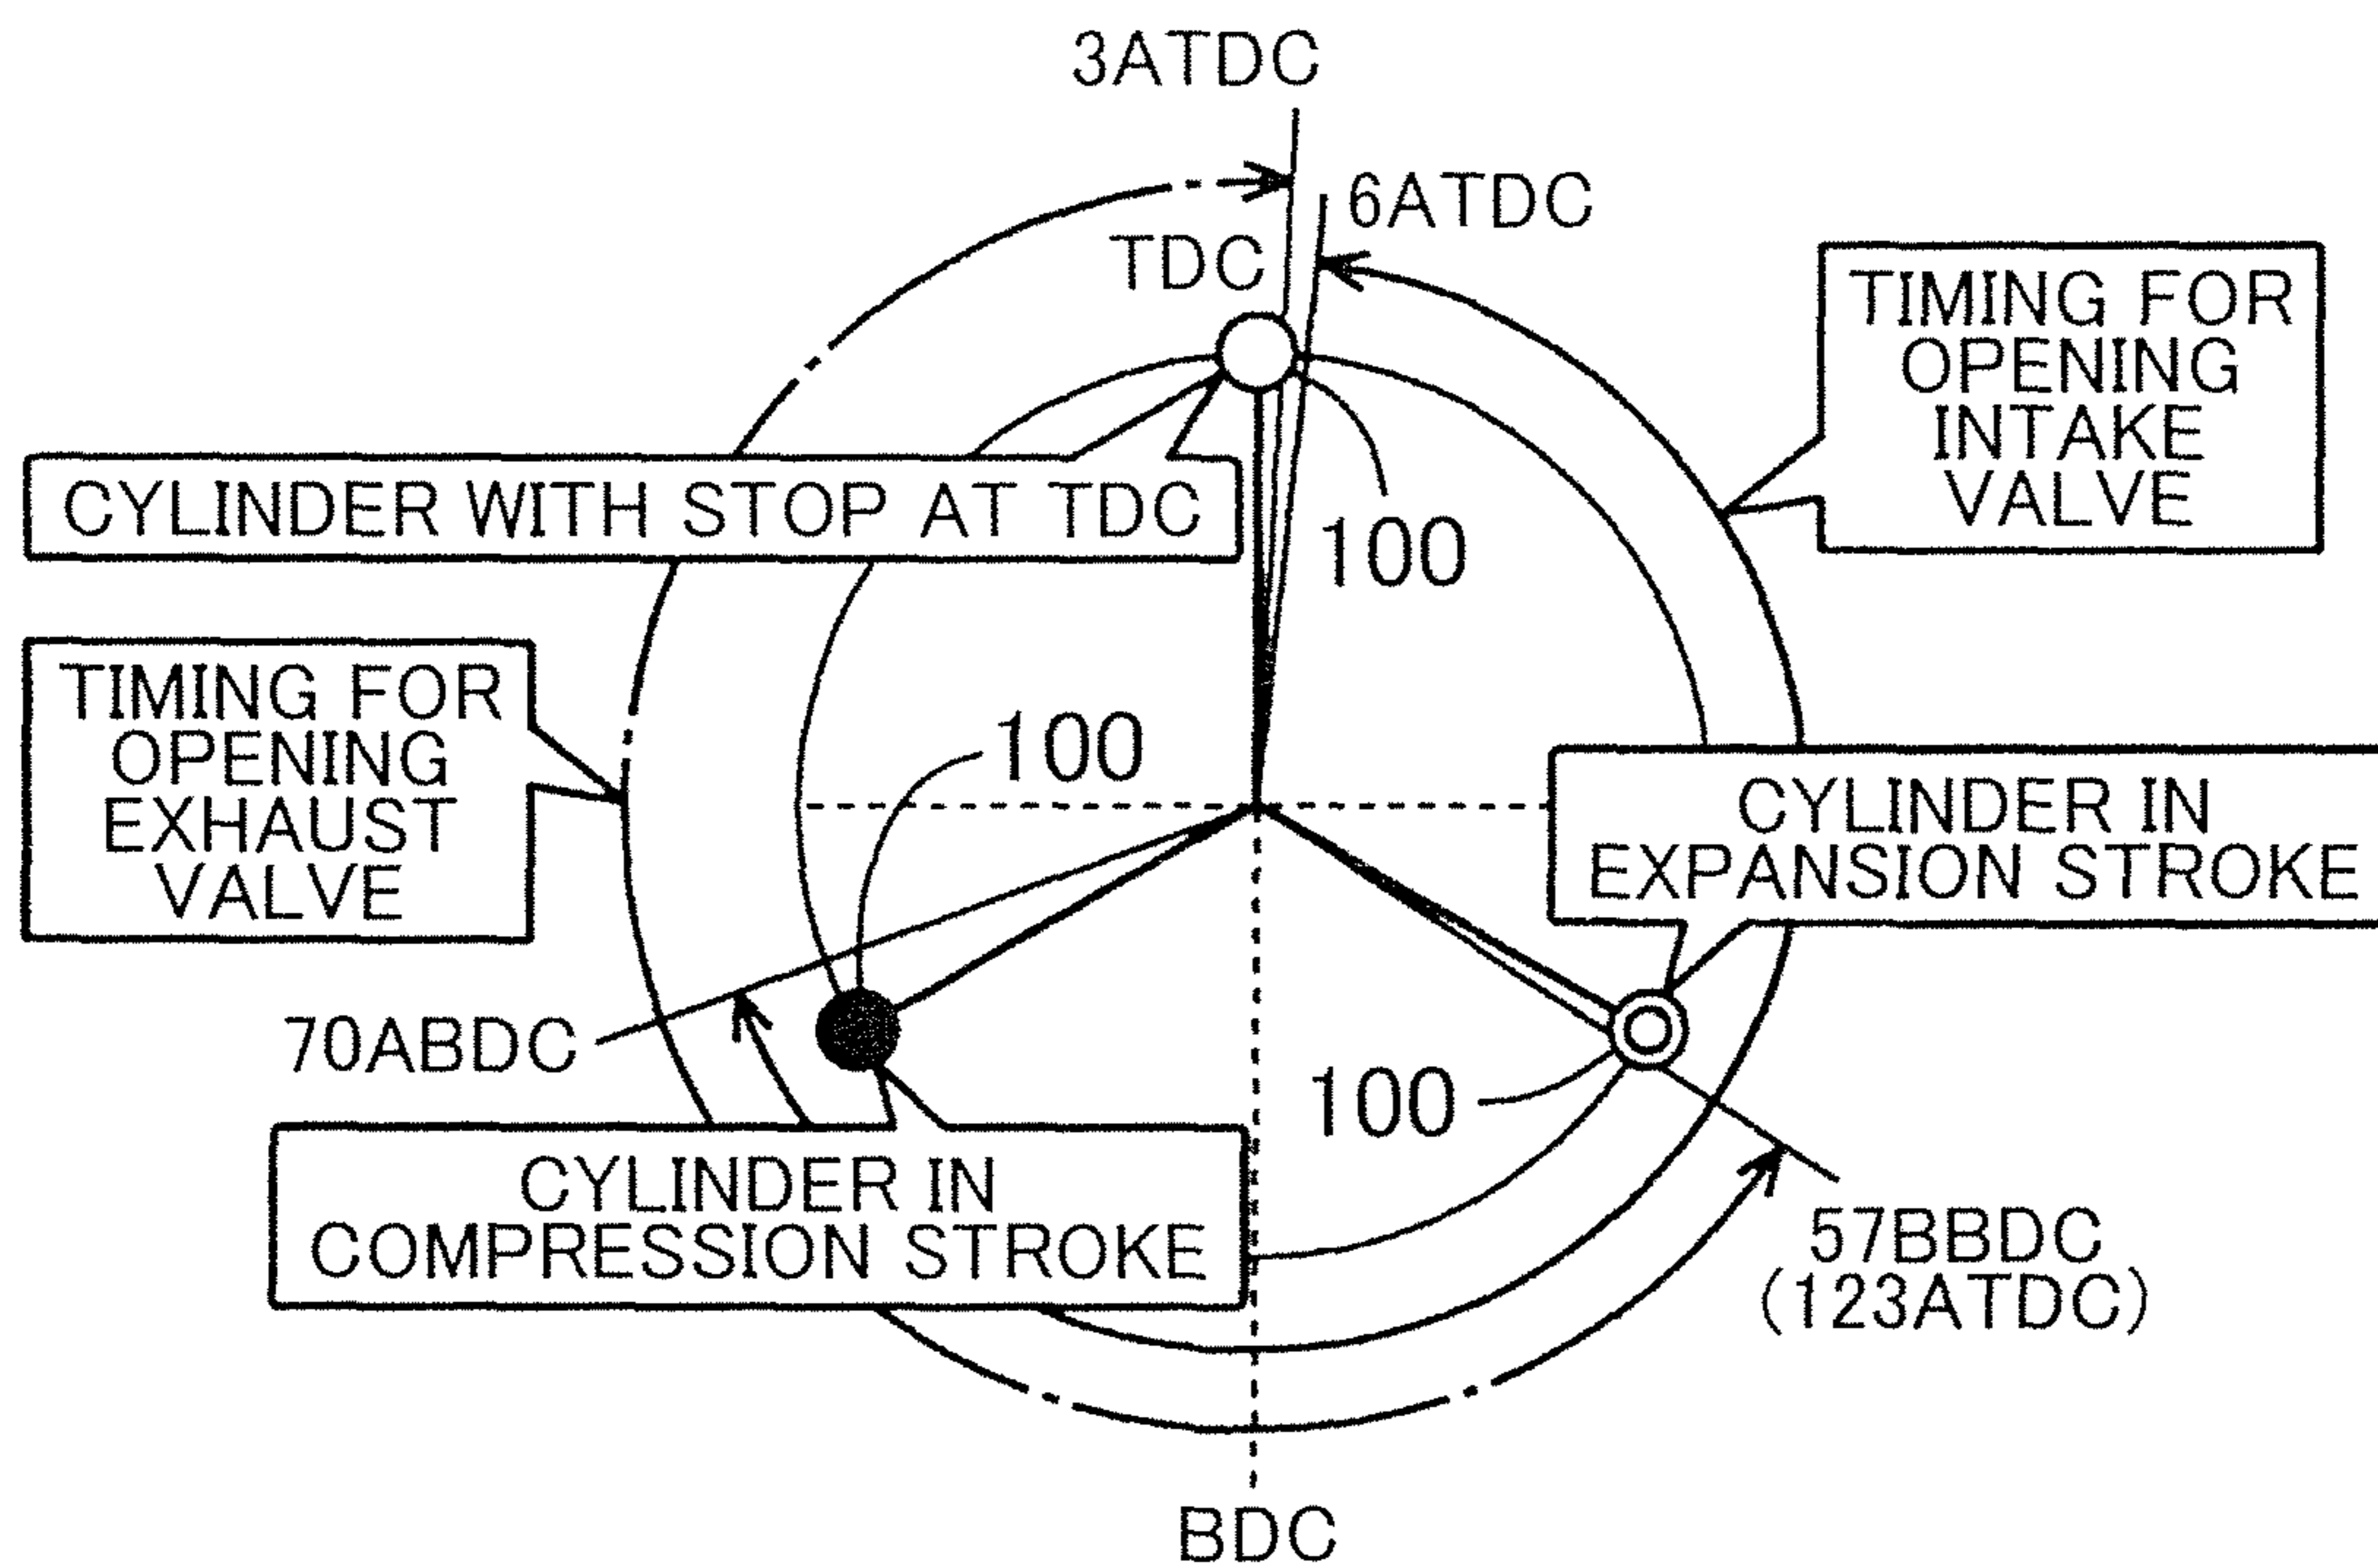 3ATDC
6ATDC
TDC
TIMING FOR
OPENING
INTAKE
VALVE
CYLINDER WITH STOP AT TDC
100
TIMING FOR
OPENING
EXHAUST
VALVE
100
CYLINDER IN
EXPANSION STROKE
70ABDC
100
CYLINDER IN
COMPRESSION STROKE
57BBDC
(123ATDC)
BDC